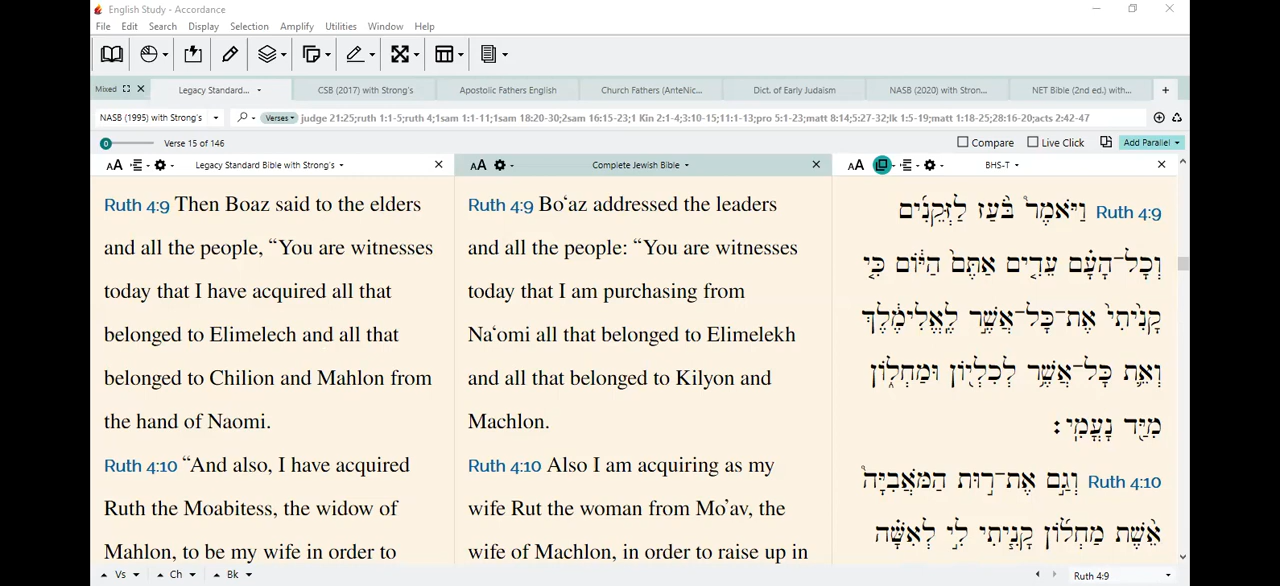 English Study - Accordance
File Edit Search Display Selection Amplify Utilities Window Help
Mixed
Legacy Standard...
CSB (2017) with Strong's
Apostolic Fathers English
Church Fathers (AnteNic...
Dict. of Early Judaism
NASB (2020) with Stron...
NET Bible (2nd ed.) with...
NASB (1995) with Strong's
Verses
judge 21:25;ruth 1:1-5;ruth 4;1sam 1:1-11;1sam 18:20-30;2sam 16:15-23;1 Kin 2:1-4;3:10-15;11:1-13;pro 5:1-23;matt 8:14;5:27-32;lk 1:5-19;matt 1:18-25;28:16-20;acts 2:42-47
0
Verse 15 of 146
Compare
Live Click
Add Parallel
AA Legacy Standard Bible with Strong's
Ruth 4:9 Then Boaz said to the elders
and all the people, “You are witnesses
today that I have acquired all that
belonged to Elimelech and all that
belonged to Chilion and Mahlon from
the hand of Naomi.
Ruth 4:10 “And also, I have acquired
Ruth the Moabitess, the widow of
Mahlon, to be my wife in order to
AA Complete Jewish Bible
Ruth 4:9 Bo‘az addressed the leaders
and all the people: “You are witnesses
today that I am purchasing from
Na‘omi all that belonged to Elimelekh
and all that belonged to Kilyon and
Machlon.
Ruth 4:10 Also I am acquiring as my
wife Rut the woman from Mo’av, the
wife of Machlon, in order to raise up in
AA BHS-T
Ruth 4:9 וַיֹּאמֶר֩ בֹּ֨עַז לַזְּקֵנִ֜ים
וְכָל־הָעָ֗ם עֵדִ֤ים אַתֶּם֙ הַיּ֔וֹם כִּ֤י
קָנִ֙יתִי֙ אֶת־כָּל־אֲשֶׁ֣ר לֶֽאֱלִימֶ֔לֶךְ
וְאֵ֛ת כָּל־אֲשֶׁ֥ר לְכִלְי֖וֹן וּמַחְל֑וֹן
מִיַּ֖ד נָעֳמִֽי׃
Ruth 4:10 וְגַ֣ם אֶת־ר֣וּת הַמֹּאֲבִיָּה֩
אֵ֨שֶׁת מַחְל֜וֹן קָנִ֧יתִי לִ֣י לְאִשָּׁ֗ה
Vs Ch Bk
Ruth 4:9